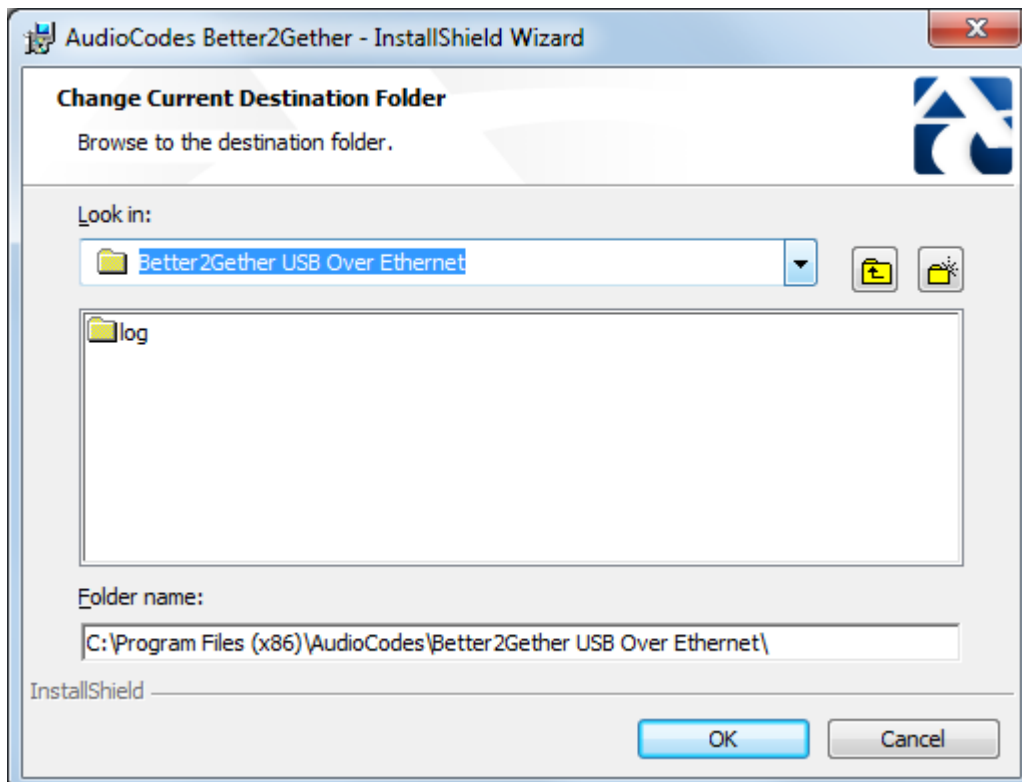 AudioCodes Better2Gether - InstallShield Wizard
Change Current Destination Folder
Browse to the destination folder.
Look in:
Better2Gether USB Over Ethernet
log
Folder name:
C:\Program Files (x86)\AudioCodes\Better2Gether USB Over Ethernet\
InstallShield
OK
Cancel